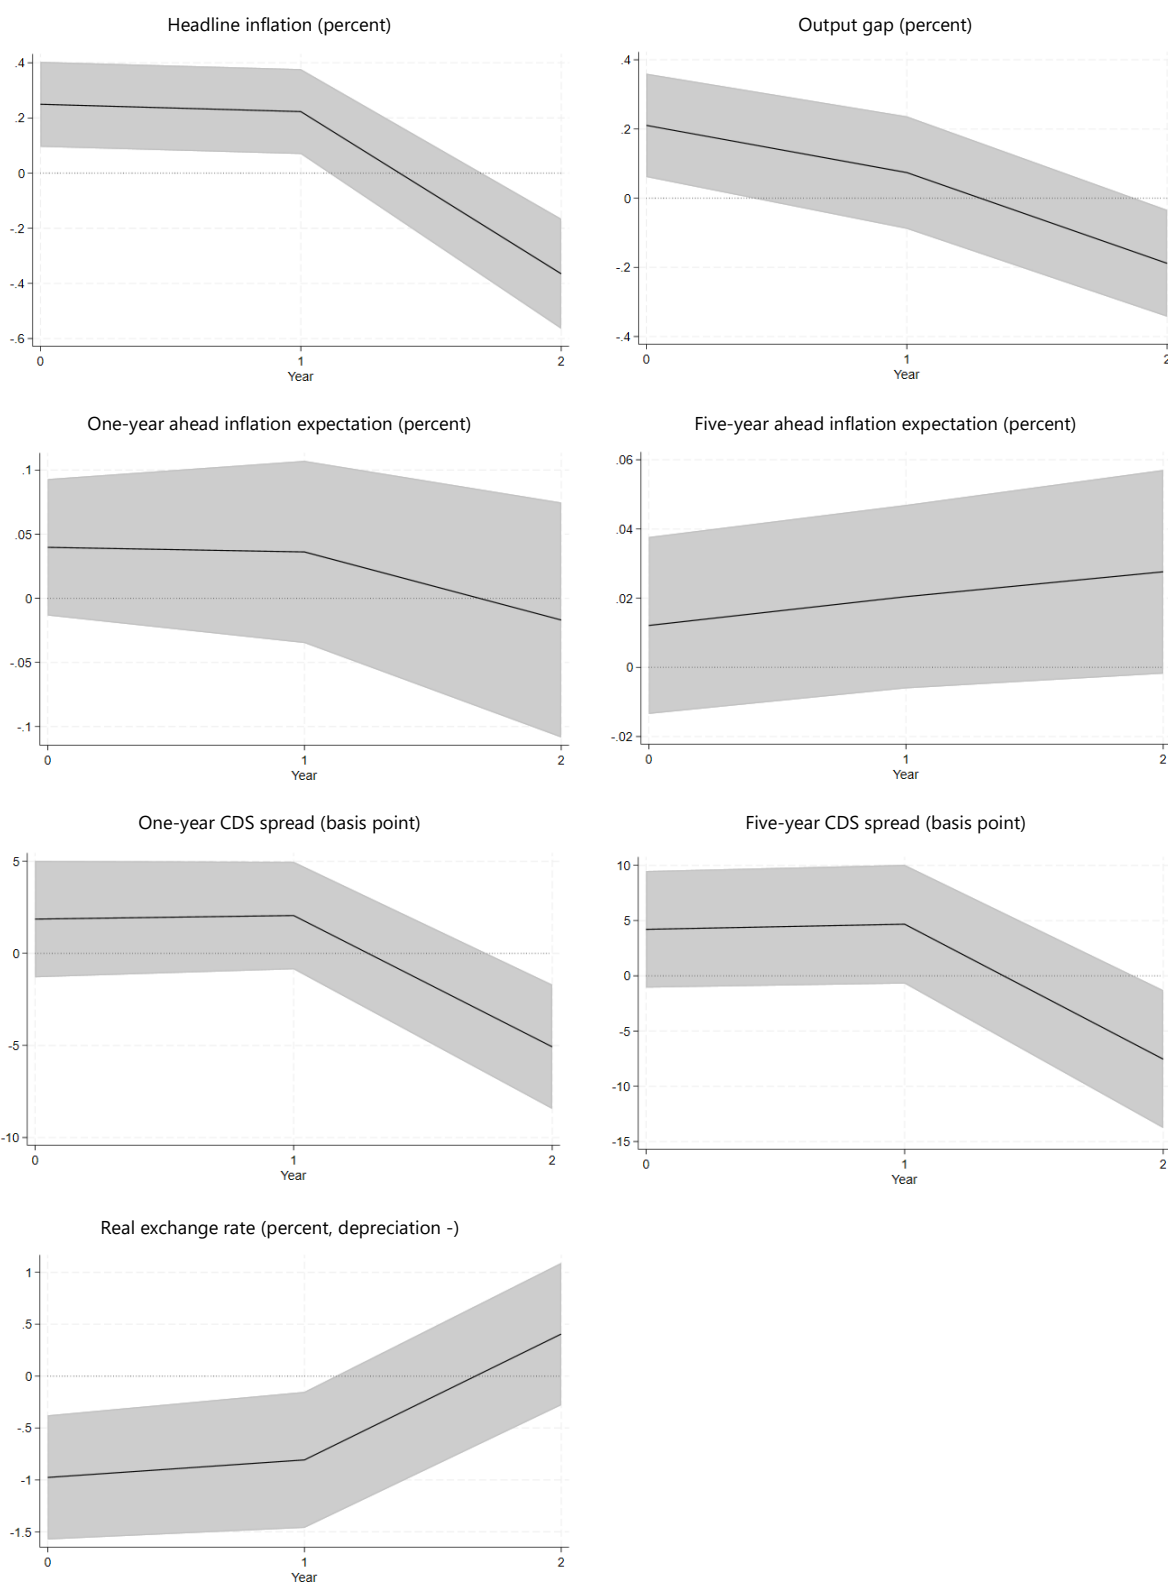 Headline inflation (percent)
.4
.2
0
-.2
-.4
-.6
0 1 2
Year
Output gap (percent)
.4
.2
0
-.2
-.4
0 1 2
Year
One-year ahead inflation expectation (percent)
.1
.05
0
-.05
-.1
0 1 2
Year
Five-year ahead inflation expectation (percent)
.06
.04
.02
0
-.02
0 1 2
Year
One-year CDS spread (basis point)
5
0
-5
-10
0 1 2
Year
Five-year CDS spread (basis point)
10
5
0
-5
-10
-15
0 1 2
Year
Real exchange rate (percent, depreciation -)
1
.5
0
-.5
-1
-1.5
0 1 2
Year